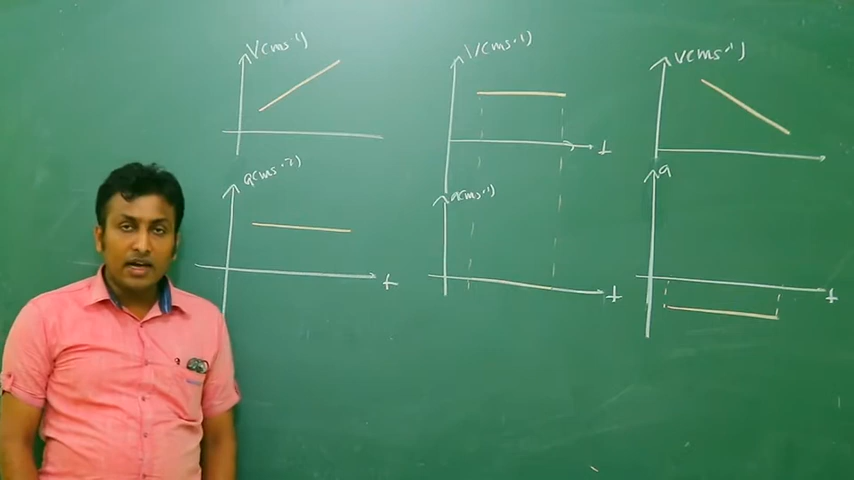 V(ms⁻¹)
V(ms⁻¹)
t
V(ms⁻¹)
a(ms⁻²)
t
a(ms⁻¹)
t
a
t